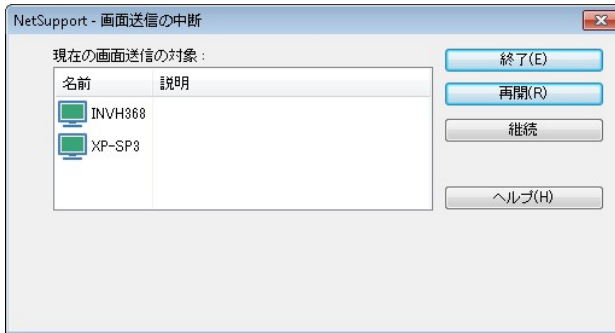 NetSupport - 画面送信の中断
現在の画面送信の対象:
名前 説明
INVH368
XP-SP3
終了(E)
再開(R)
継続
ヘルプ(H)